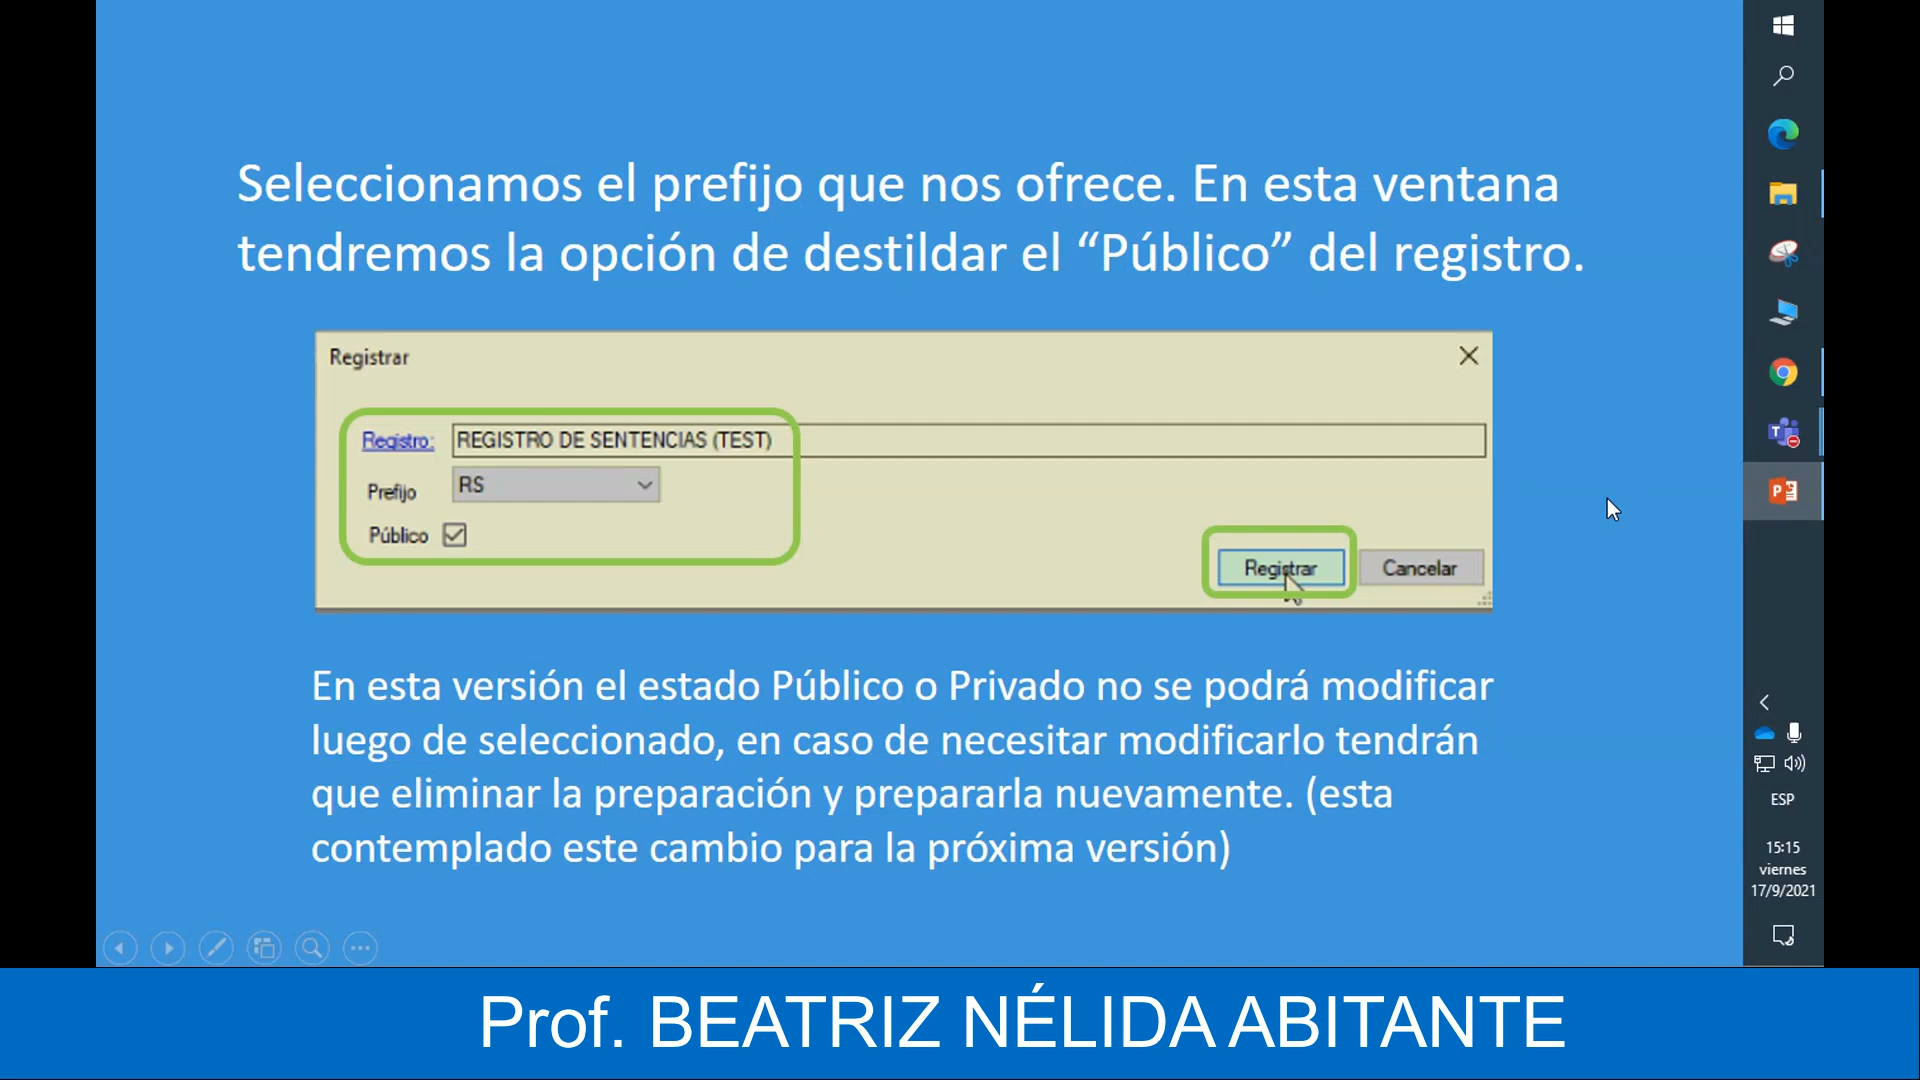 Seleccionamos el prefijo que nos ofrece. En esta ventana
tendremos la opción de destildar el “Público” del registro.
Registrar
Registro: REGISTRO DE SENTENCIAS (TEST)
Prefijo RS
Público
Registrar Cancelar
En esta versión el estado Público o Privado no se podrá modificar
luego de seleccionado, en caso de necesitar modificarlo tendrán
que eliminar la preparación y prepararla nuevamente. (esta
contemplado este cambio para la próxima versión)
ESP
15:15
viernes
17/9/2021
Prof. BEATRIZ NÉLIDA ABITANTE